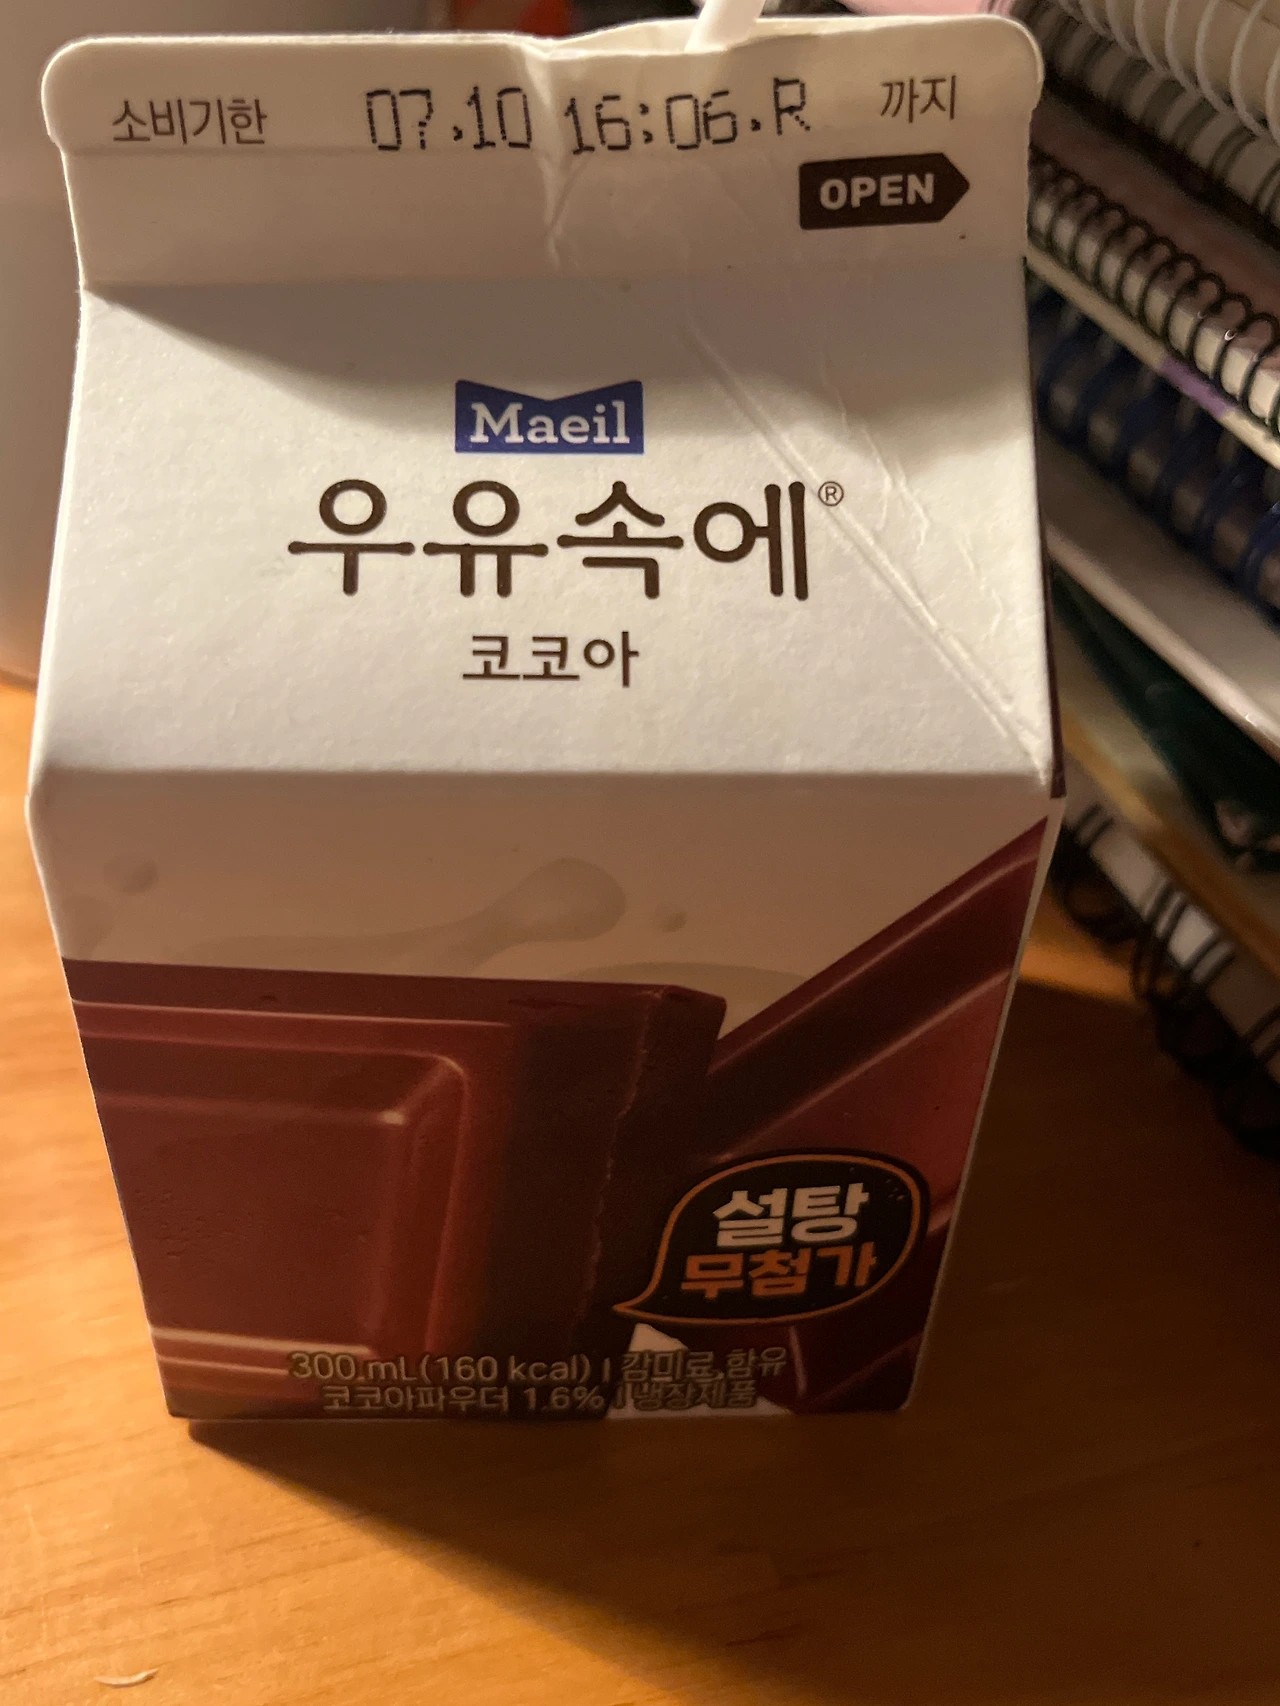 소비기한 07.10 16:06.R 까지
OPEN
Maeil
우유속에®
코코아
설탕
무첨가
300 mL(160 kcal) | 감미료 함유
코코아파우더 1.6% | 냉장제품